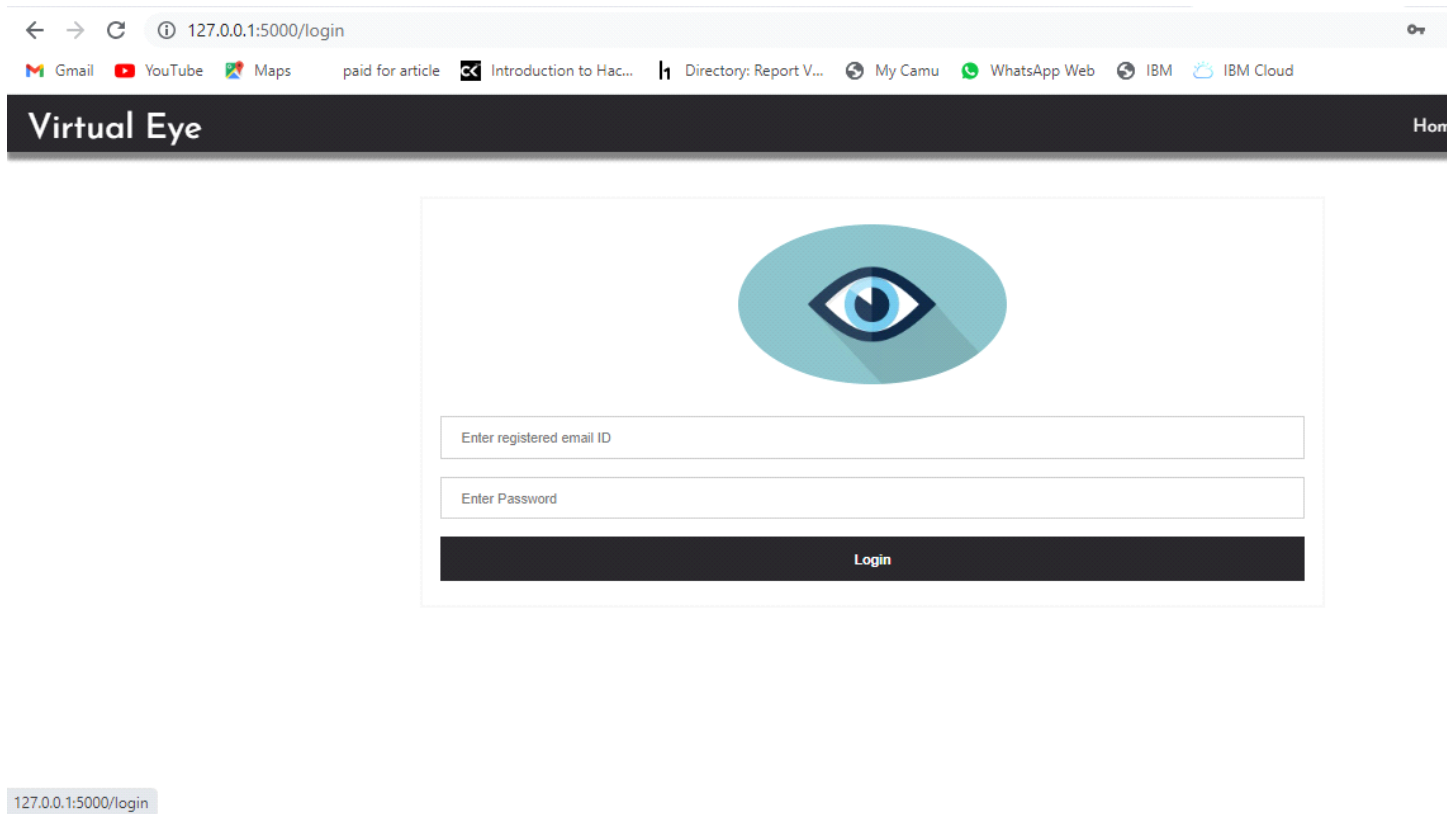 127.0.0.1:5000/login
Gmail YouTube Maps paid for article Introduction to Hac... Directory: Report V... My Camu WhatsApp Web IBM IBM Cloud
Virtual Eye Hom
Enter registered email ID
Enter Password
Login
127.0.0.1:5000/login